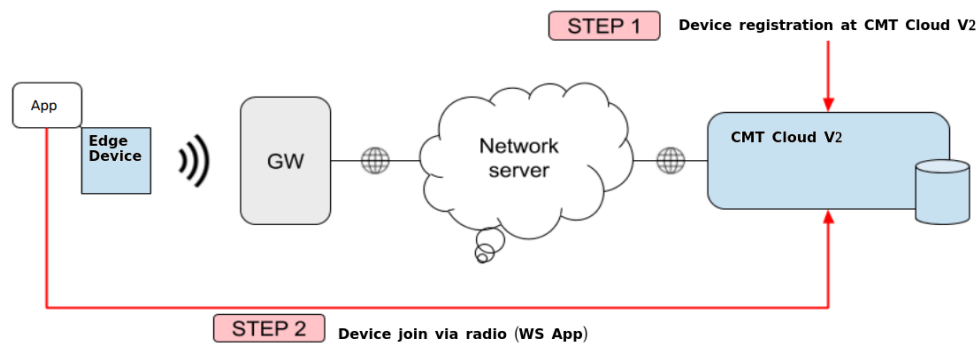 STEP 1
Device registration at CMT Cloud V2
App
Edge
Device
GW
Network
server
CMT Cloud V2
STEP 2
Device join via radio (WS App)